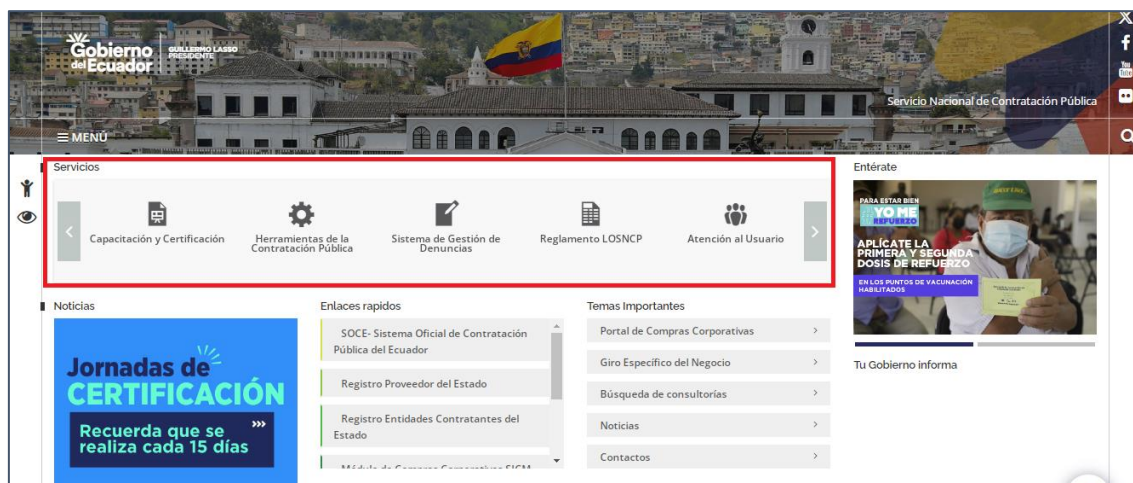 Gobierno
del Ecuador
GUILLERMO LASSO
PRESIDENTE
Servicio Nacional de Contratación Pública
MENÚ
Servicios
Capacitación y Certificación
Herramientas de la
Contratación Pública
Sistema de Gestión de
Denuncias
Reglamento LOSNCP
Atención al Usuario
Entérate
PARA ESTAR BIEN
YO ME
REFUERZO
APLÍCATE LA
PRIMERA Y SEGUNDA
DOSIS DE REFUERZO
EN LOS PUNTOS DE VACUNACIÓN
HABILITADOS
Tu Gobierno informa
Noticias
Jornadas de
CERTIFICACIÓN
Recuerda que se
realiza cada 15 días
Enlaces rapidos
SOCE- Sistema Oficial de Contratación
Pública del Ecuador
Registro Proveedor del Estado
Registro Entidades Contratantes del
Estado
Módulo de Compras Corporativas SICM
Temas Importantes
Portal de Compras Corporativas
Giro Específico del Negocio
Búsqueda de consultorías
Noticias
Contactos